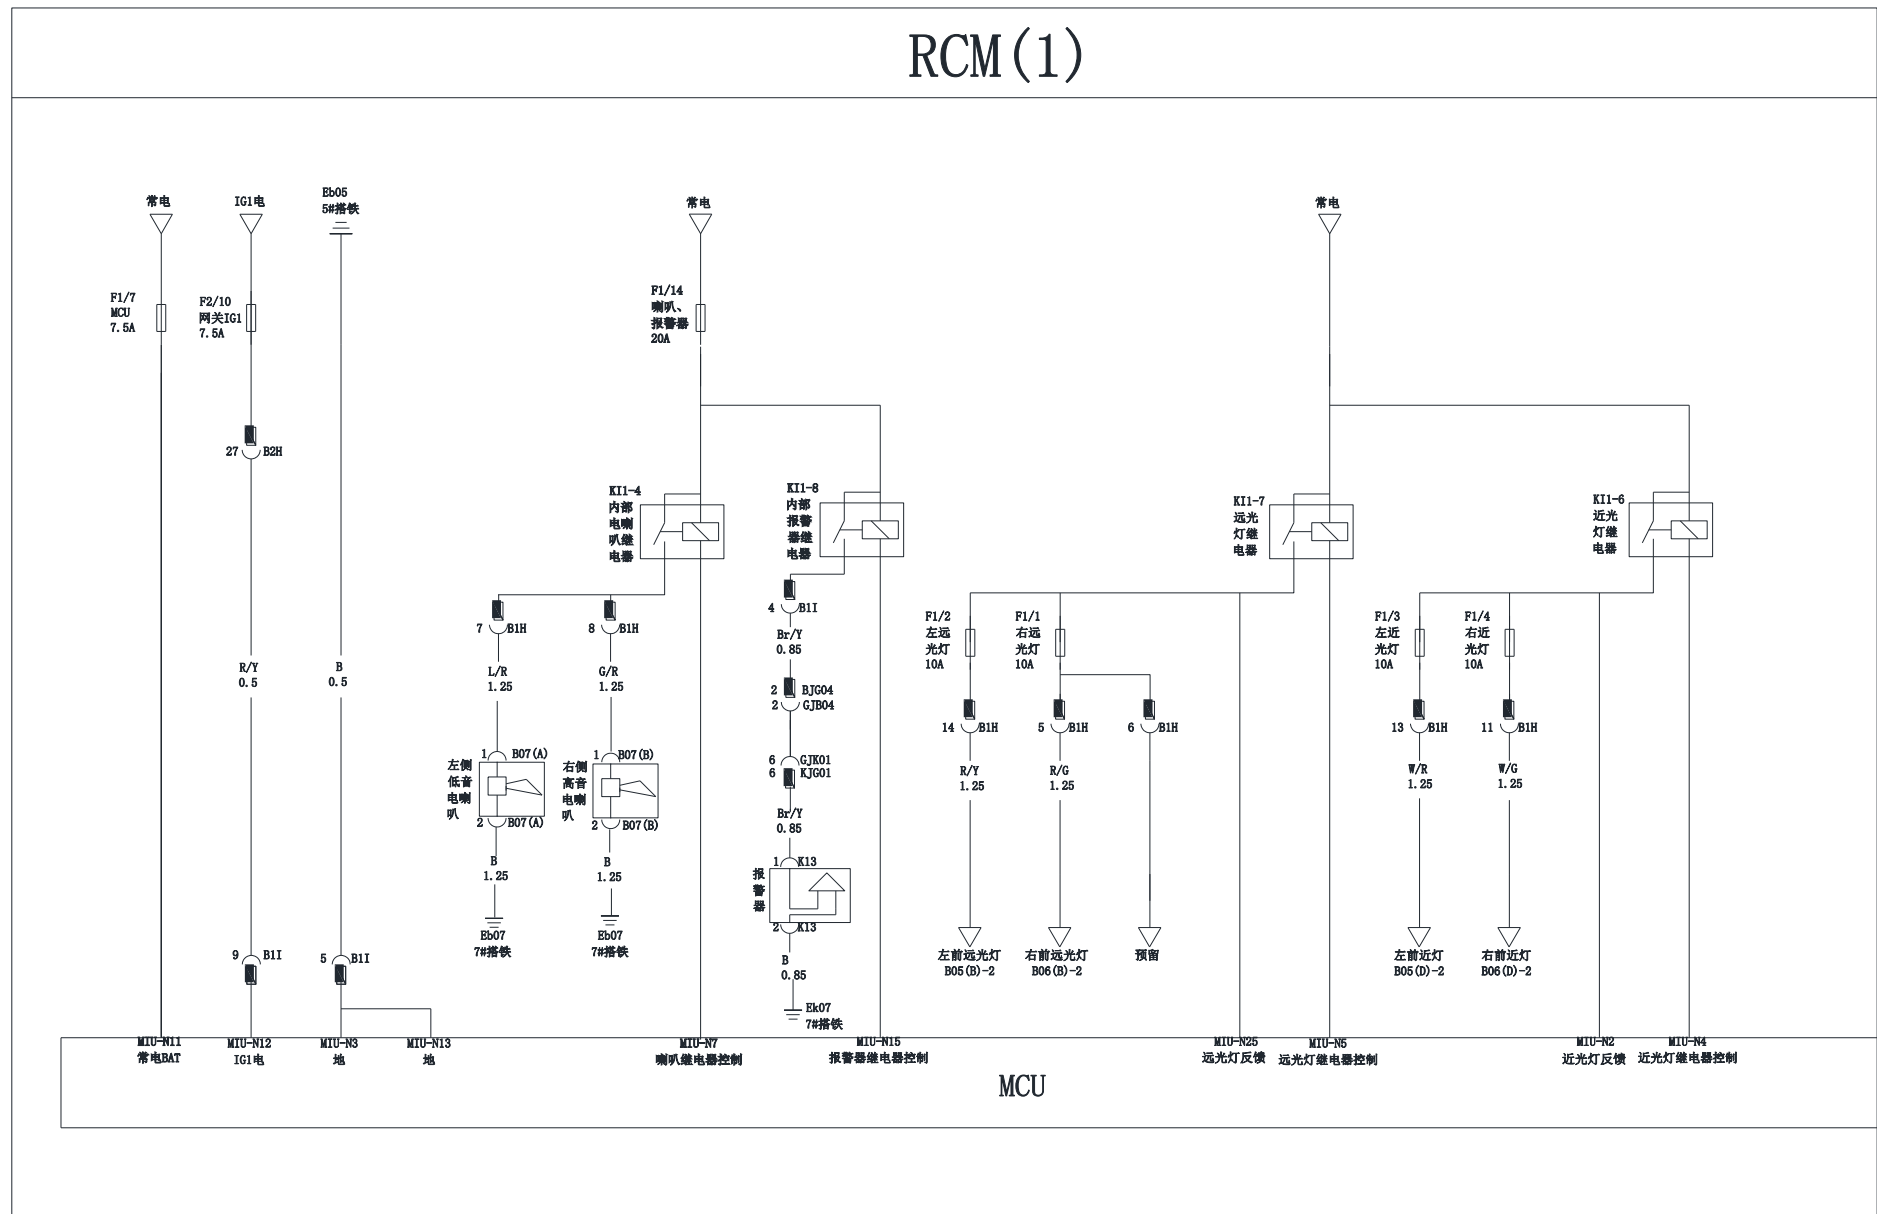 RCM(1)
常电
IG1电
Eb05
5#搭铁
常电
常电
F1/7
MCU
7.5A
F2/10
网关IG1
7.5A
F1/14
喇叭、
报警器
20A
27
B2H
KI1-4
内部
电喇
叭继
电器
KI1-8
内部
报警
器继
电器
KI1-7
远光
灯继
电器
KI1-6
近光
灯继
电器
7
B1H
8
B1H
4
B1I
F1/2
左远
光灯
10A
F1/1
右远
光灯
10A
F1/3
左近
光灯
10A
F1/4
右近
光灯
10A
R/Y
0.5
B
0.5
L/R
1.25
G/R
1.25
Br/Y
0.85
2
BJG04
2
GJB04
14
B1H
5
B1H
6
B1H
13
B1H
11
B1H
左侧
低音
电喇
叭
1
B07(A)
2
B07(A)
右侧
高音
电喇
叭
1
B07(B)
2
B07(B)
6
GJK01
6
KJG01
R/Y
1.25
R/G
1.25
W/R
1.25
W/G
1.25
Br/Y
0.85
B
1.25
B
1.25
报
警
器
1
K13
2
K13
Eb07
7#搭铁
Eb07
7#搭铁
B
0.85
Ek07
7#搭铁
左前远光灯
B05(B)-2
右前远光灯
B06(B)-2
预留
左前近灯
B05(D)-2
右前近灯
B06(D)-2
9
B1I
5
B1I
MIU-N11
常电BAT
MIU-N12
IG1电
MIU-N3
地
MIU-N13
地
MIU-N7
喇叭继电器控制
MIU-N15
报警器继电器控制
MIU-N25
远光灯反馈
MIU-N5
远光灯继电器控制
MIU-N2
近光灯反馈
MIU-N4
近光灯继电器控制
MCU